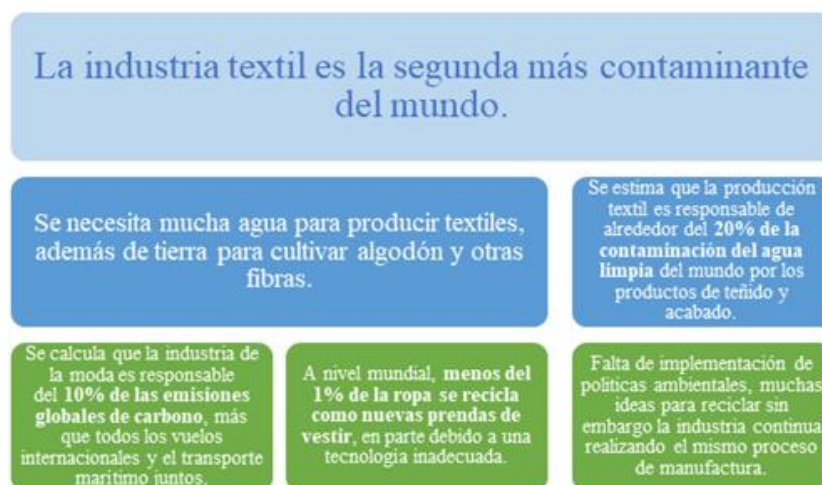 La industria textil es la segunda más contaminante
del mundo.
Se necesita mucha agua para producir textiles,
además de tierra para cultivar algodón y otras
fibras.
Se estima que la producción
textil es responsable de
alrededor del 20% de la
contaminación del agua
limpia del mundo por los
productos de teñido y
acabado.
Se calcula que la industria de
la moda es responsable
del 10% de las emisiones
globales de carbono, más
que todos los vuelos
internacionales y el transporte
marítimo juntos.
A nivel mundial, menos del
1% de la ropa se recicla
como nuevas prendas de
vestir, en parte debido a una
tecnología inadecuada.
Falta de implementación de
políticas ambientales, muchas
ideas para reciclar sin
embargo la industria continua
realizando el mismo proceso
de manufactura.